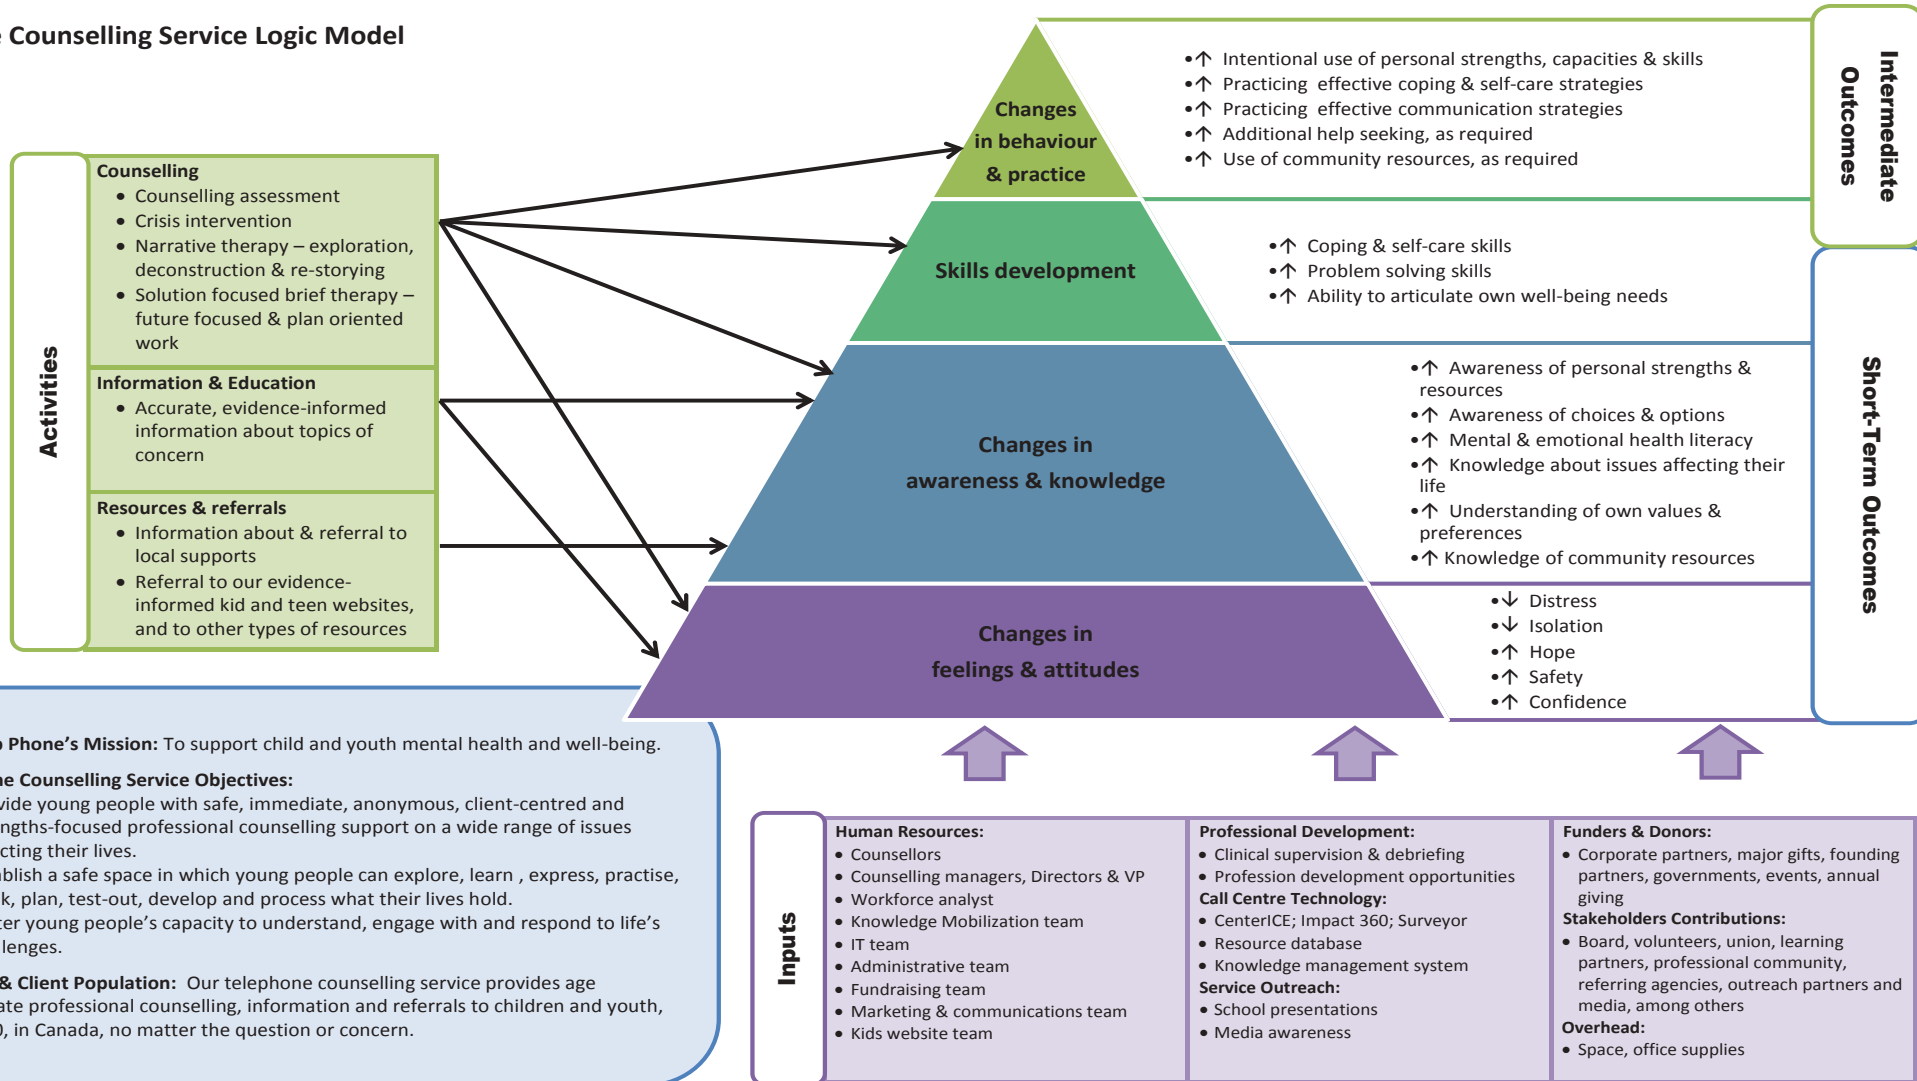 Counselling Service Logic Model
Changes
in behaviour
& practice
•↑ Intentional use of personal strengths, capacities & skills
•↑ Practicing effective coping & self-care strategies
•↑ Practicing effective communication strategies
•↑ Additional help seeking, as required
•↑ Use of community resources, as required
Intermediate
Outcomes
Activities
Counselling
• Counselling assessment
• Crisis intervention
• Narrative therapy – exploration,
deconstruction & re-storying
• Solution focused brief therapy –
future focused & plan oriented
work
Information & Education
• Accurate, evidence-informed
information about topics of
concern
Resources & referrals
• Information about & referral to
local supports
• Referral to our evidence-
informed kid and teen websites,
and to other types of resources
Skills development
•↑ Coping & self-care skills
•↑ Problem solving skills
•↑ Ability to articulate own well-being needs
Short-Term Outcomes
Changes in
awareness & knowledge
•↑ Awareness of personal strengths &
resources
•↑ Awareness of choices & options
•↑ Mental & emotional health literacy
•↑ Knowledge about issues affecting their
life
•↑ Understanding of own values &
preferences
•↑ Knowledge of community resources
Changes in
feelings & attitudes
•↓ Distress
•↓ Isolation
•↑ Hope
•↑ Safety
•↑ Confidence
Phone's Mission: To support child and youth mental health and well-being.
ne Counselling Service Objectives:
vide young people with safe, immediate, anonymous, client-centred and
ngths-focused professional counselling support on a wide range of issues
cting their lives.
ablish a safe space in which young people can explore, learn , express, practise,
k, plan, test-out, develop and process what their lives hold.
ter young people's capacity to understand, engage with and respond to life's
llenges.
& Client Population: Our telephone counselling service provides age
ate professional counselling, information and referrals to children and youth,
0, in Canada, no matter the question or concern.
Inputs
Human Resources:
• Counsellors
• Counselling managers, Directors & VP
• Workforce analyst
• Knowledge Mobilization team
• IT team
• Administrative team
• Fundraising team
• Marketing & communications team
• Kids website team
Professional Development:
• Clinical supervision & debriefing
• Profession development opportunities
Call Centre Technology:
• CenterICE; Impact 360; Surveyor
• Resource database
• Knowledge management system
Service Outreach:
• School presentations
• Media awareness
Funders & Donors:
• Corporate partners, major gifts, founding
partners, governments, events, annual
giving
Stakeholders Contributions:
• Board, volunteers, union, learning
partners, professional community,
referring agencies, outreach partners and
media, among others
Overhead:
• Space, office supplies